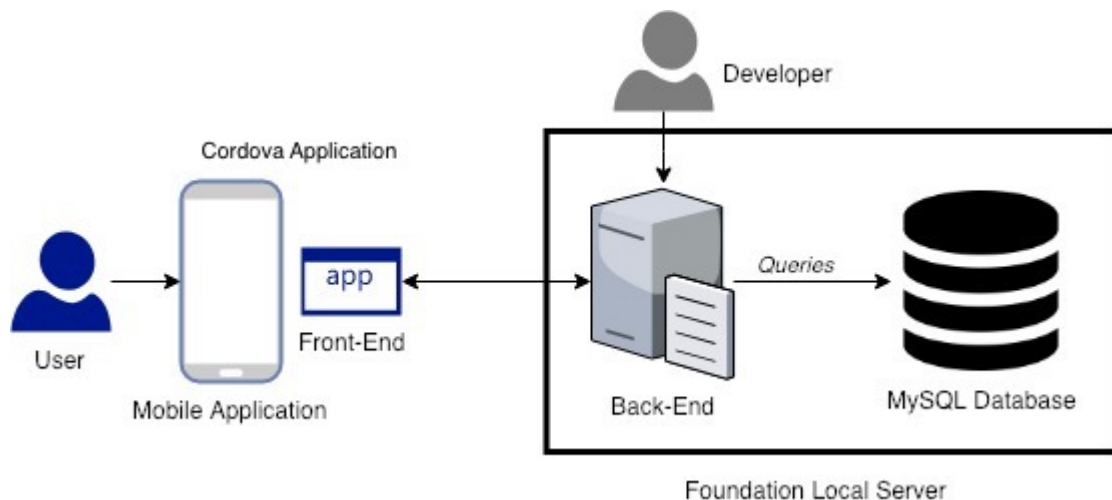 Developer
Cordova Application
app
Queries
Front-End
User
Mobile Application
Back-End
MySQL Database
Foundation Local Server